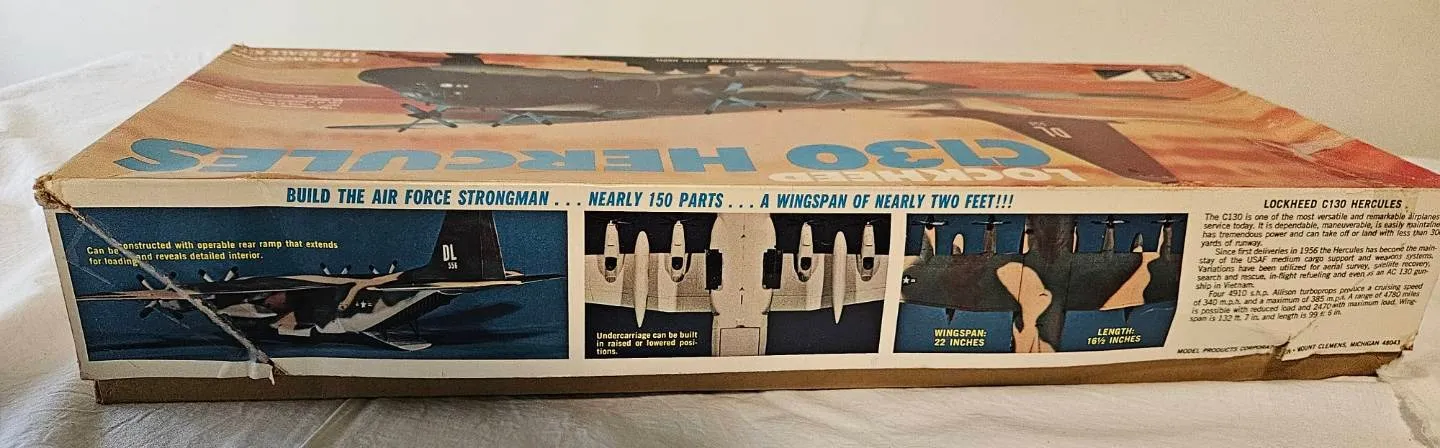 LOCKHEED
C130 HERCULES
DL
BUILD THE AIR FORCE STRONGMAN . . . NEARLY 150 PARTS . . . A WINGSPAN OF NEARLY TWO FEET!!!
Can be constructed with operable rear ramp that extends
for loading and reveals detailed interior.
DL
556
Undercarriage can be built
in raised or lowered posi-
tions.
WINGSPAN:
22 INCHES
LENGTH:
16½ INCHES
LOCKHEED C130 HERCULES
The C130 is one of the most versatile and remarkable airplanes
service today. It is dependable, maneuverable, is easily
has tremendous power and can take off or land with less than
yards of runway.
Since first deliveries in 1956 the Hercules has become the main-
stay of the USAF medium cargo support and weapons systems.
Variations have been utilized for aerial survey, satellite recovery,
search and rescue, in-flight refueling and even as an AC 130 gun-
ship in Vietnam.
Four 4910 s.h.p. Allison turboprops produce a cruising speed
of 340 m.p.h. and a maximum of 385 m.p.h. A range of 4780 miles
is possible with reduced load and 2470 with maximum load. Wing-
span is 132 ft. 7 in. and length is 99 ft. 6 in.
MODEL PRODUCTS CORPORATION • MOUNT CLEMENS, MICHIGAN 48043